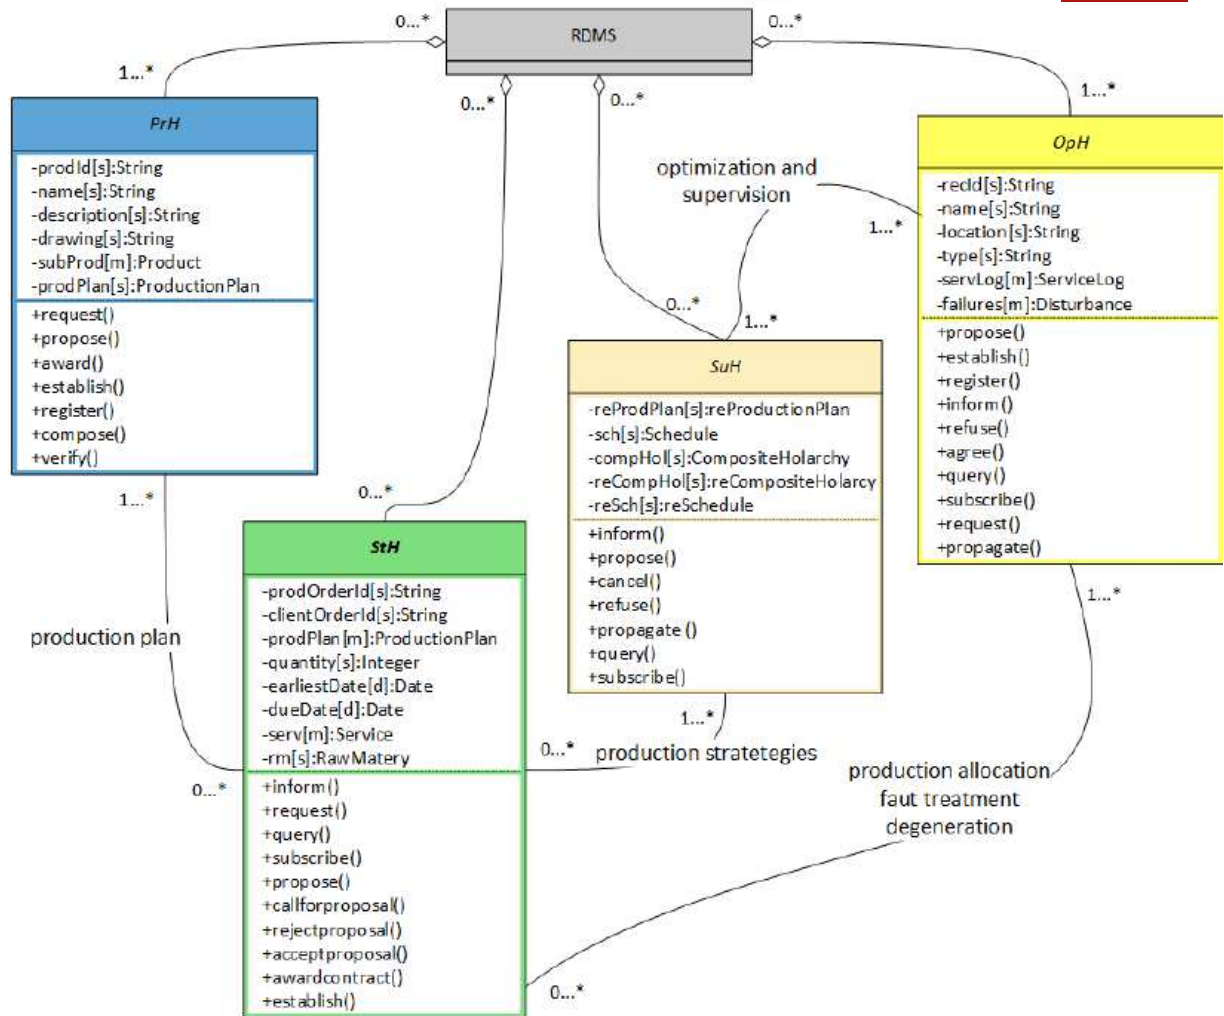 0...*
RDMS
0...*
1...*
0...*
0...*
1...*
PrH
-prodId[s]:String
-name[s]:String
-description[s]:String
-drawing[s]:String
-subProd[m]:Product
-prodPlan[s]:ProductionPlan
+request()
+propose()
+award()
+establish()
+register()
+compose()
+verify()
optimization and
supervision
1...*
OpH
-recId[s]:String
-name[s]:String
-location[s]:String
-type[s]:String
-servLog[m]:ServiceLog
-failures[m]:Disturbance
+propose()
+establish()
+register()
+inform()
+refuse()
+agree()
+query()
+subscribe()
+request()
+propagate()
0...*
1...*
SuH
-reProdPlan[s]:reProductionPlan
-sch[s]:Schedule
-compHol[s]:CompositeHolarchy
-reCompHol[s]:reCompositeHolarcy
-reSch[s]:reSchedule
+inform()
+propose()
+cancel()
+refuse()
+propagate ()
+query()
+subscribe()
1...*
0...*
StH
-prodOrderId[s]:String
-clientOrderId[s]:String
-prodPlan[m]:ProductionPlan
-quantity[s]:Integer
-earliestDate[d]:Date
-dueDate[d]:Date
-serv[m]:Service
-rm[s]:RawMatery
+inform()
+request()
+query()
+subscribe()
+propose()
+callforproposal()
+rejectproposal()
+acceptproposal()
+awardcontract()
+establish()
production plan
0...*
1...*
0...*
production stratetegies
1...*
production allocation
faut treatment
degeneration
0...*